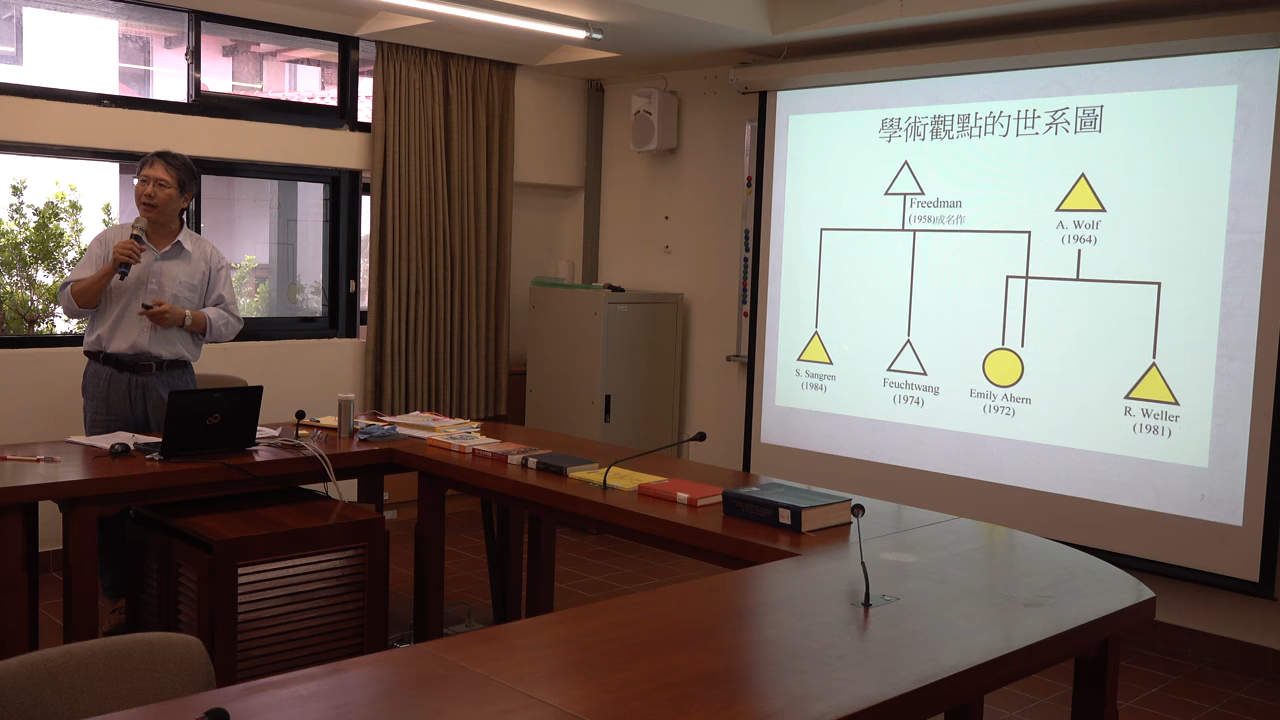 學術觀點的世系圖
Freedman
(1958)成名作
A. Wolf
(1964)
S. Sangren
(1984)
Feuchtwang
(1974)
Emily Ahern
(1972)
R. Weller
(1981)
7